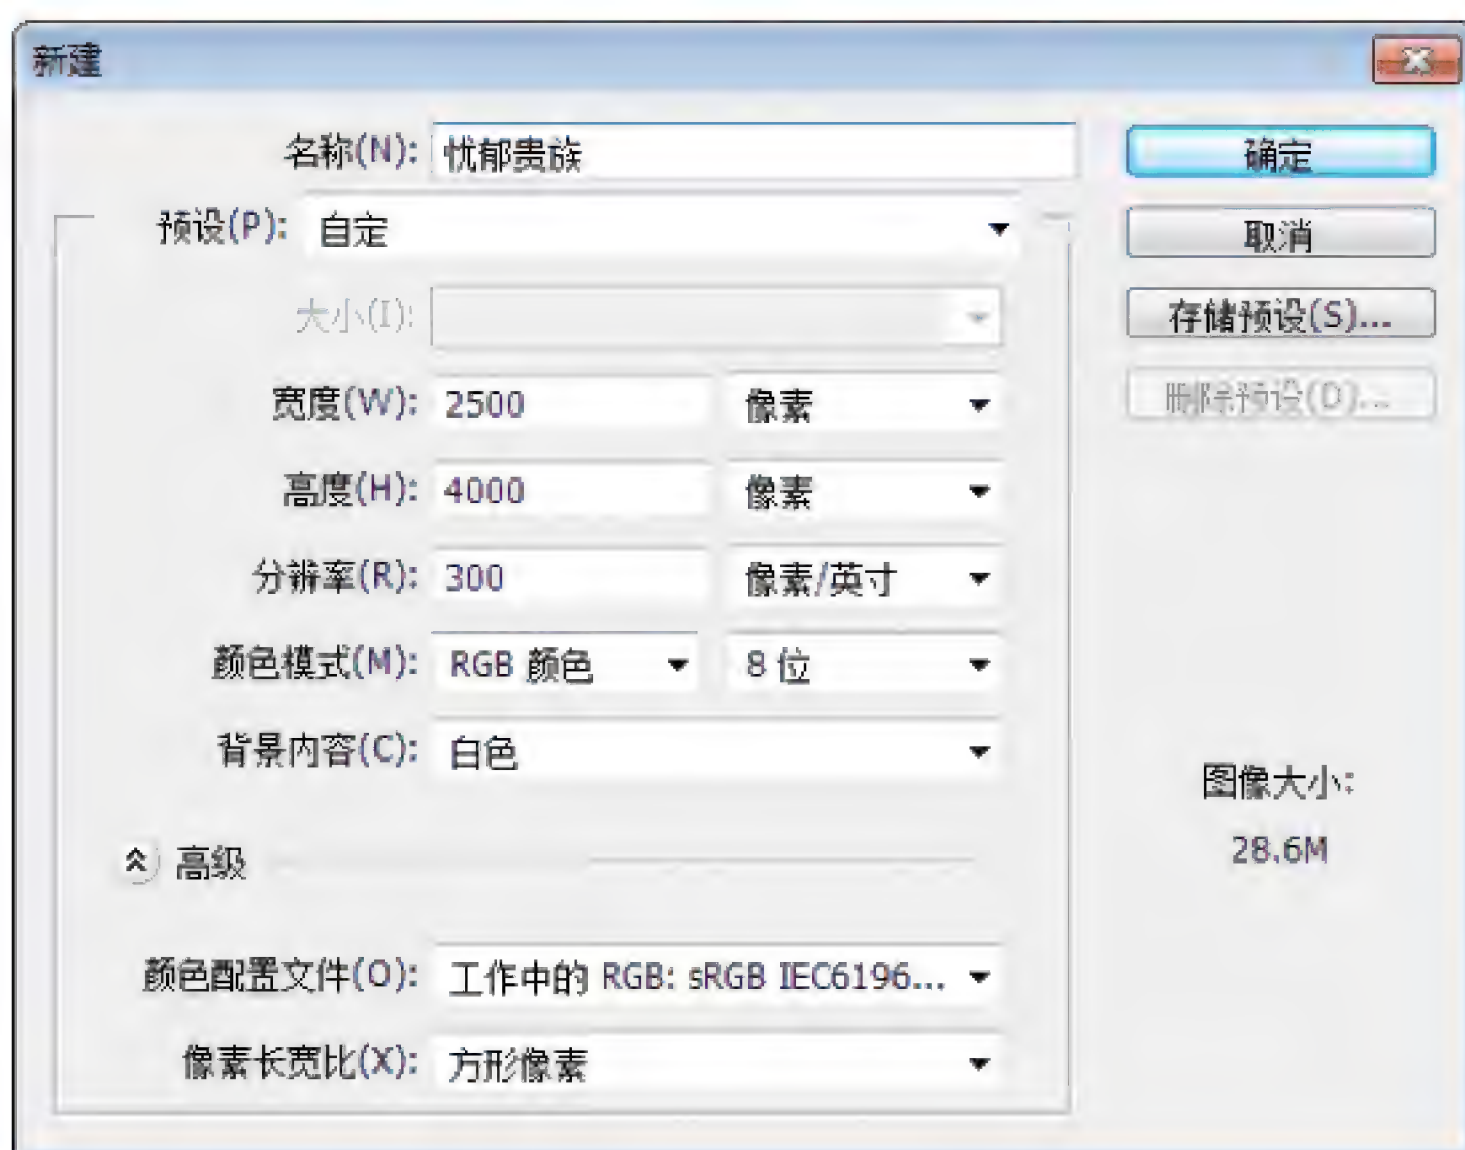 新建
名称(N): 忧郁贵族
确定
预设(P): 自定
取消
大小(I):
存储预设(S)...
宽度(W): 2500 像素
删除预设(D)...
高度(H): 4000 像素
分辨率(R): 300 像素/英寸
颜色模式(M): RGB 颜色 8 位
背景内容(C): 白色
图像大小:
28.6M
高级
颜色配置文件(O): 工作中的 RGB: sRGB IEC6196...
像素长宽比(X): 方形像素